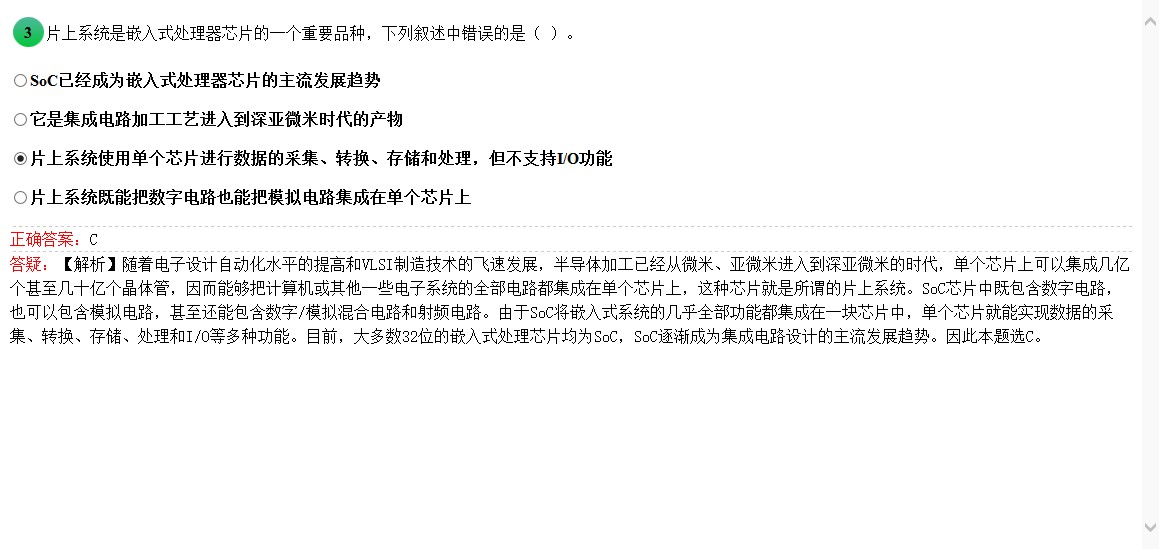 3 片上系统是嵌入式处理器芯片的一个重要品种，下列叙述中错误的是（ ）。
SoC已经成为嵌入式处理器芯片的主流发展趋势
它是集成电路加工工艺进入到深亚微米时代的产物
片上系统使用单个芯片进行数据的采集、转换、存储和处理，但不支持I/O功能
片上系统既能把数字电路也能把模拟电路集成在单个芯片上
正确答案：C
答疑：【解析】随着电子设计自动化水平的提高和VLSI制造技术的飞速发展，半导体加工已经从微米、亚微米进入到深亚微米的时代，单个芯片上可以集成几亿
个甚至几十亿个晶体管，因而能够把计算机或其他一些电子系统的全部电路都集成在单个芯片上，这种芯片就是所谓的片上系统。SoC芯片中既包含数字电路，
也可以包含模拟电路，甚至还能包含数字/模拟混合电路和射频电路。由于SoC将嵌入式系统的几乎全部功能都集成在一块芯片中，单个芯片就能实现数据的采
集、转换、存储、处理和I/O等多种功能。目前，大多数32位的嵌入式处理芯片均为SoC，SoC逐渐成为集成电路设计的主流发展趋势。因此本题选C。